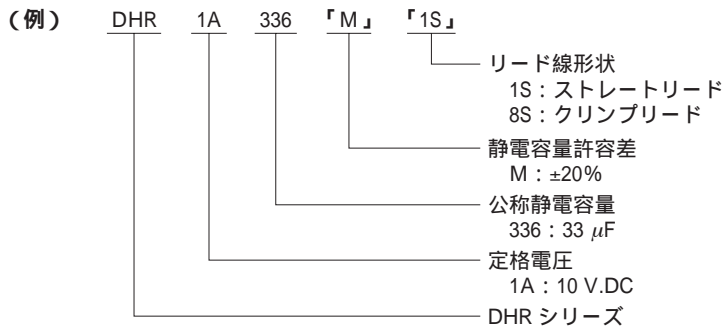 (例) DHR 1A 336 「M」 「1S」
リード線形状
1S：ストレートリード
8S：クリンプリード
静電容量許容差
M：±20%
公称静電容量
336：33 μF
定格電圧
1A：10 V.DC
DHR シリーズ